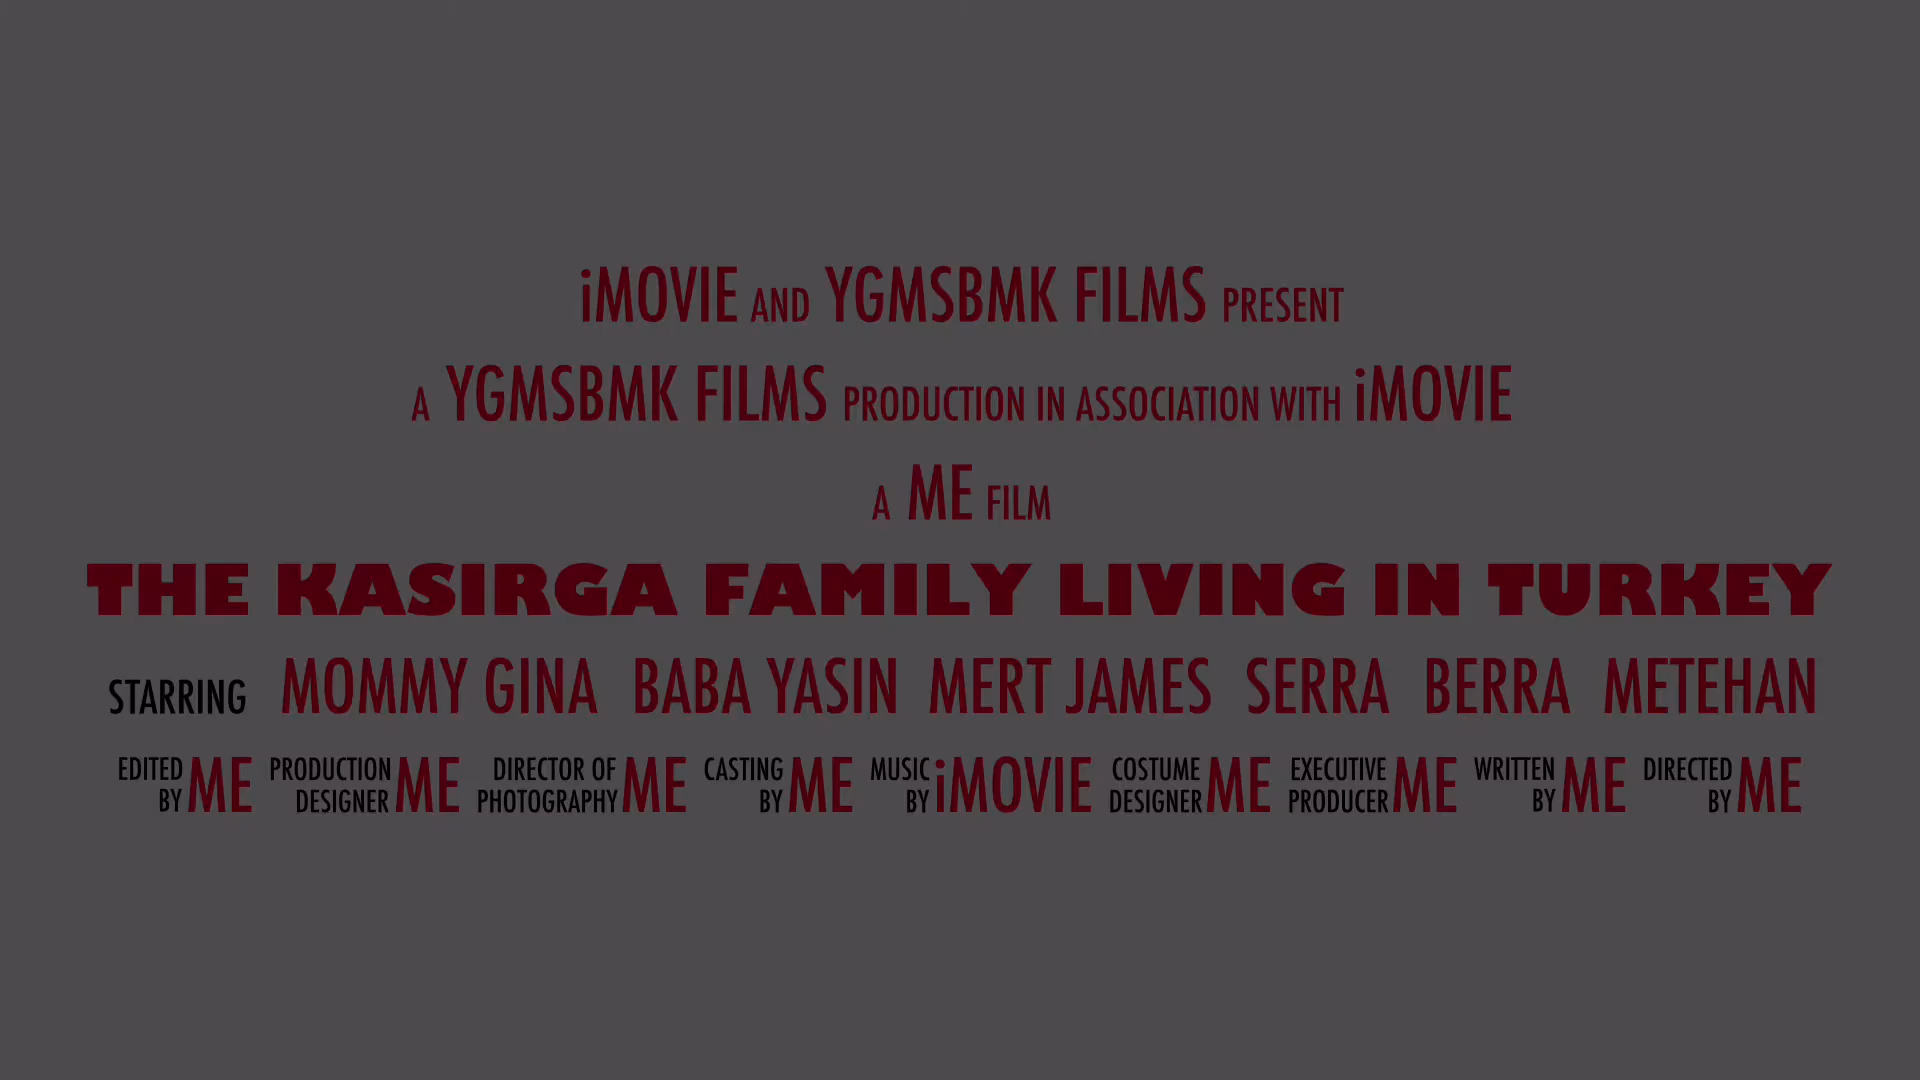 iMOVIE AND YGMSBMK FILMS PRESENT
A YGMSBMK FILMS PRODUCTION IN ASSOCIATION WITH iMOVIE
A ME FILM
THE KASIRGA FAMILY LIVING IN TURKEY
STARRING MOMMY GINA BABA YASIN MERT JAMES SERRA BERRA METEHAN
EDITED BY ME PRODUCTION DESIGNER ME DIRECTOR OF PHOTOGRAPHY ME CASTING BY ME MUSIC BY iMOVIE COSTUME DESIGNER ME EXECUTIVE PRODUCER ME WRITTEN BY ME DIRECTED BY ME